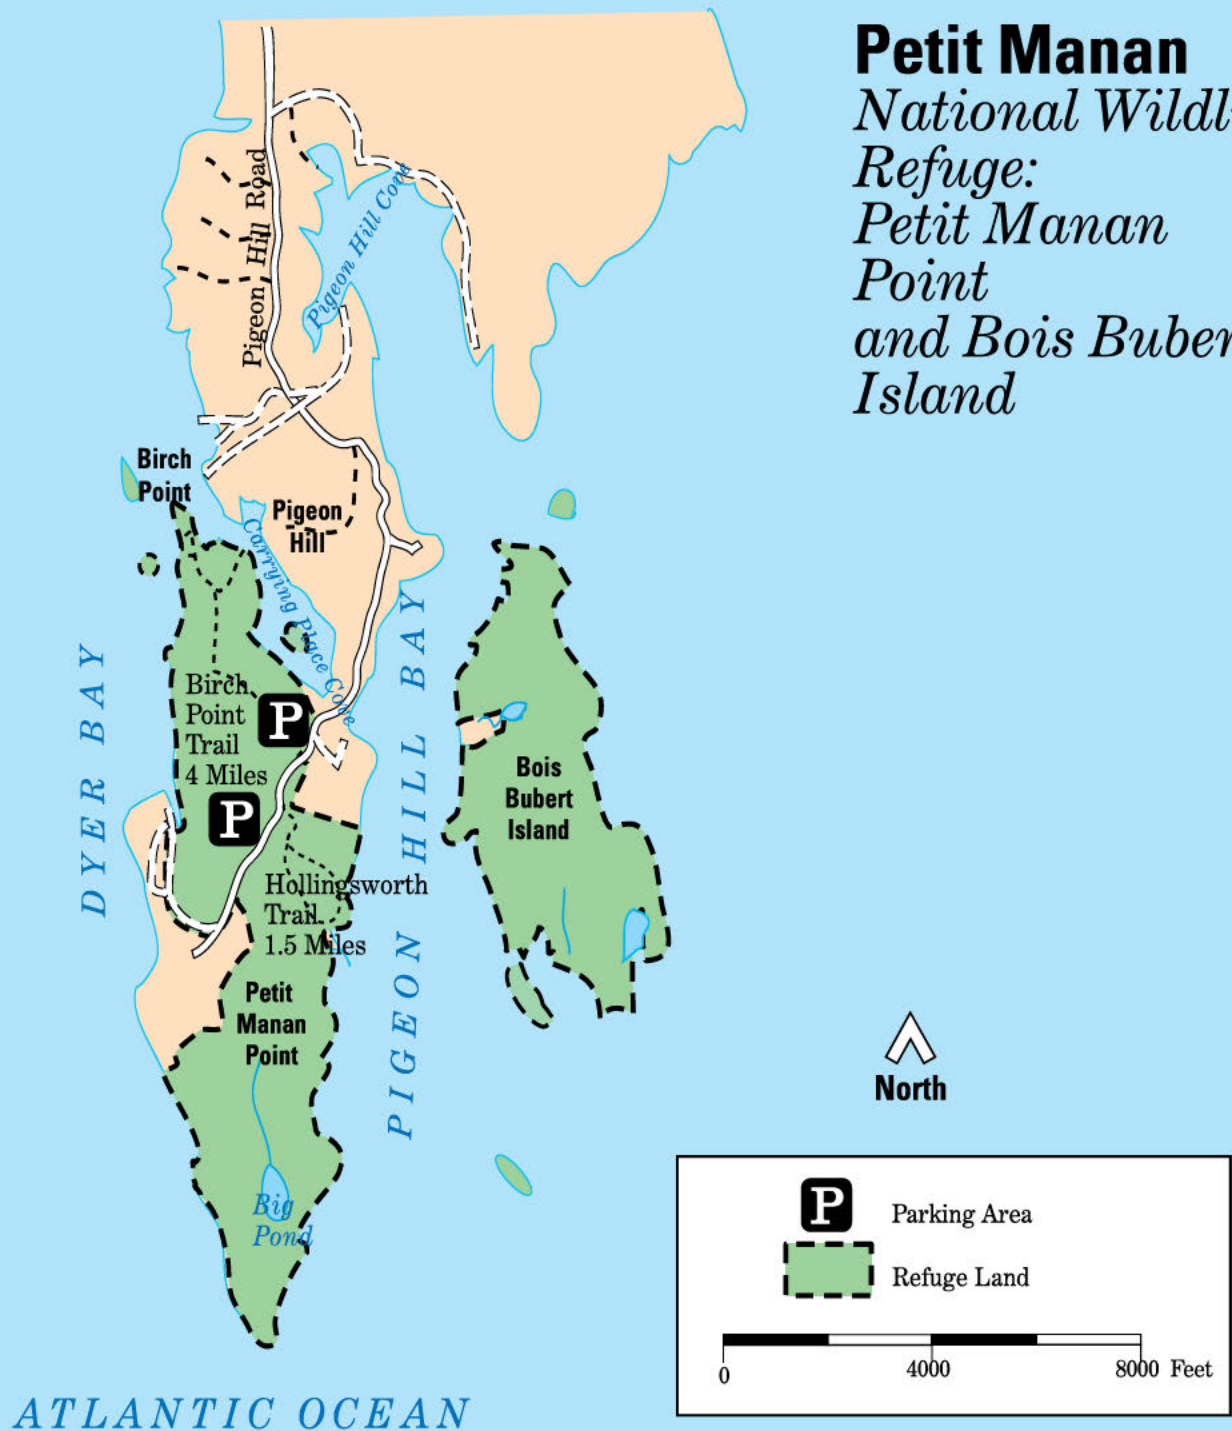 Petit Manan
National Wildl
Refuge:
Petit Manan
Point
and Bois Buber
Island
Pigeon Hill Road
Pigeon Hill Cove
Birch
Point
Pigeon
Hill
Carrying Place Cove
DYER BAY
PIGEON HILL BAY
Birch
Point
Trail
4 Miles
P
P
Bois
Bubert
Island
Hollingsworth
Trail
1.5 Miles
Petit
Manan
Point
Big
Pond
North
P Parking Area
Refuge Land
0 4000 8000 Feet
ATLANTIC OCEAN